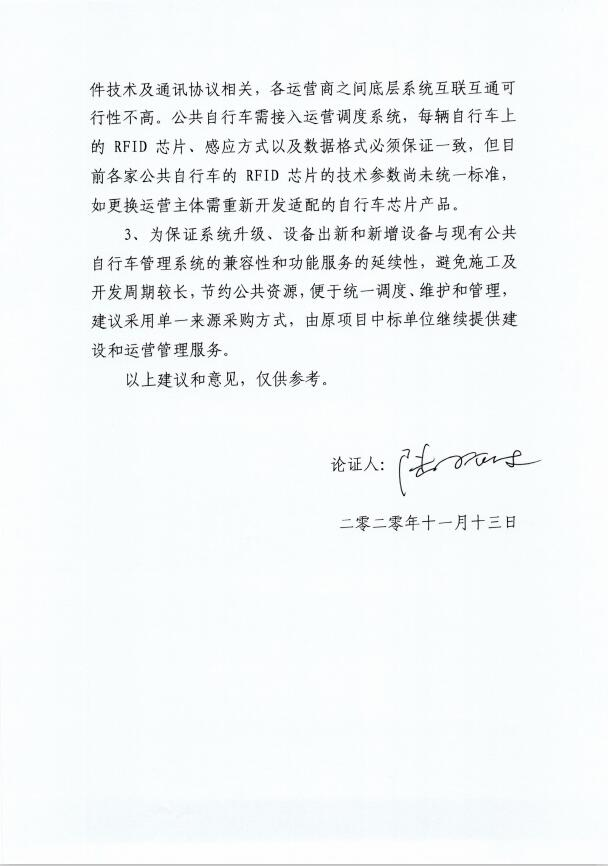 件技术及通讯协议相关，各运营商之间底层系统互联互通可
行性不高。公共自行车需接入运营调度系统，每辆自行车上
的 RFID 芯片、感应方式以及数据格式必须保证一致，但目
前各家公共自行车的 RFID 芯片的技术参数尚未统一标准，
如更换运营主体需重新开发适配的自行车芯片产品。
3、为保证系统升级、设备出新和新增设备与现有公共
自行车管理系统的兼容性和功能服务的延续性，避免施工及
开发周期较长，节约公共资源，便于统一调度、维护和管理，
建议采用单一来源采购方式，由原项目中标单位继续提供建
设和运营管理服务。
以上建议和意见，仅供参考。
论证人：
二零二零年十一月十三日